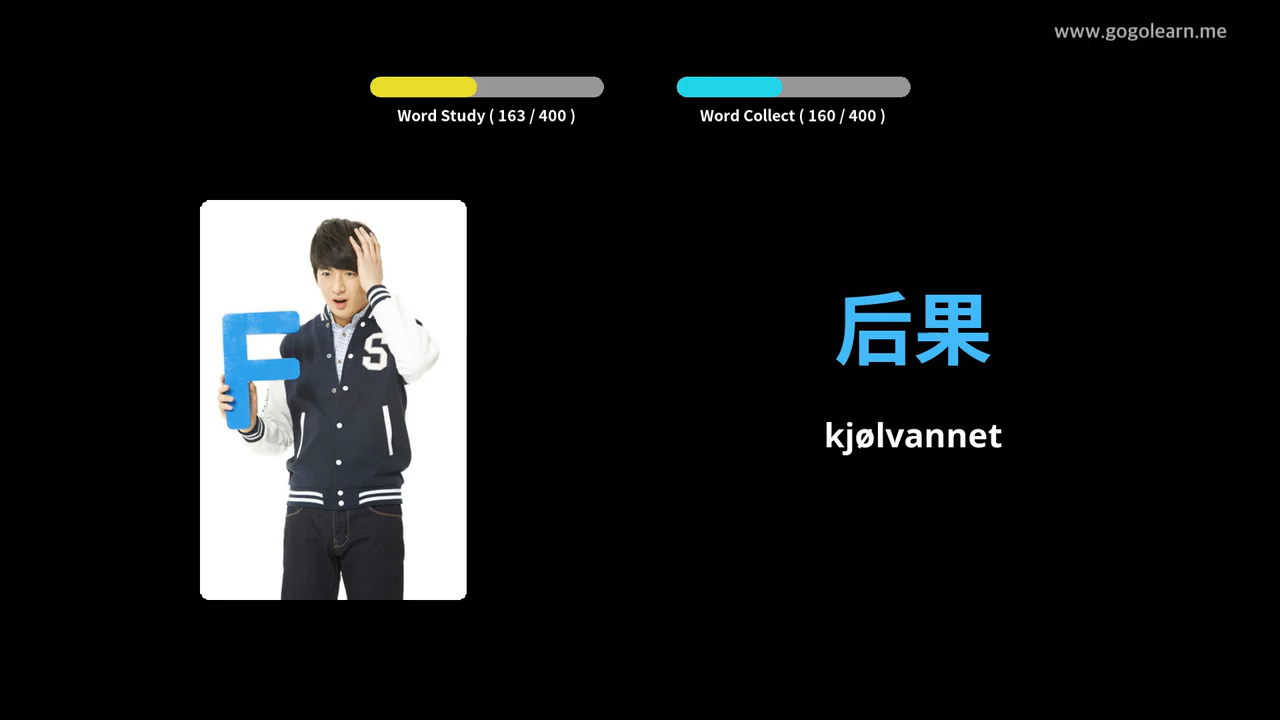 www.gogolearn.me
Word Study ( 163 / 400 )
Word Collect ( 160 / 400 )
F
S
后果
kjølvannet